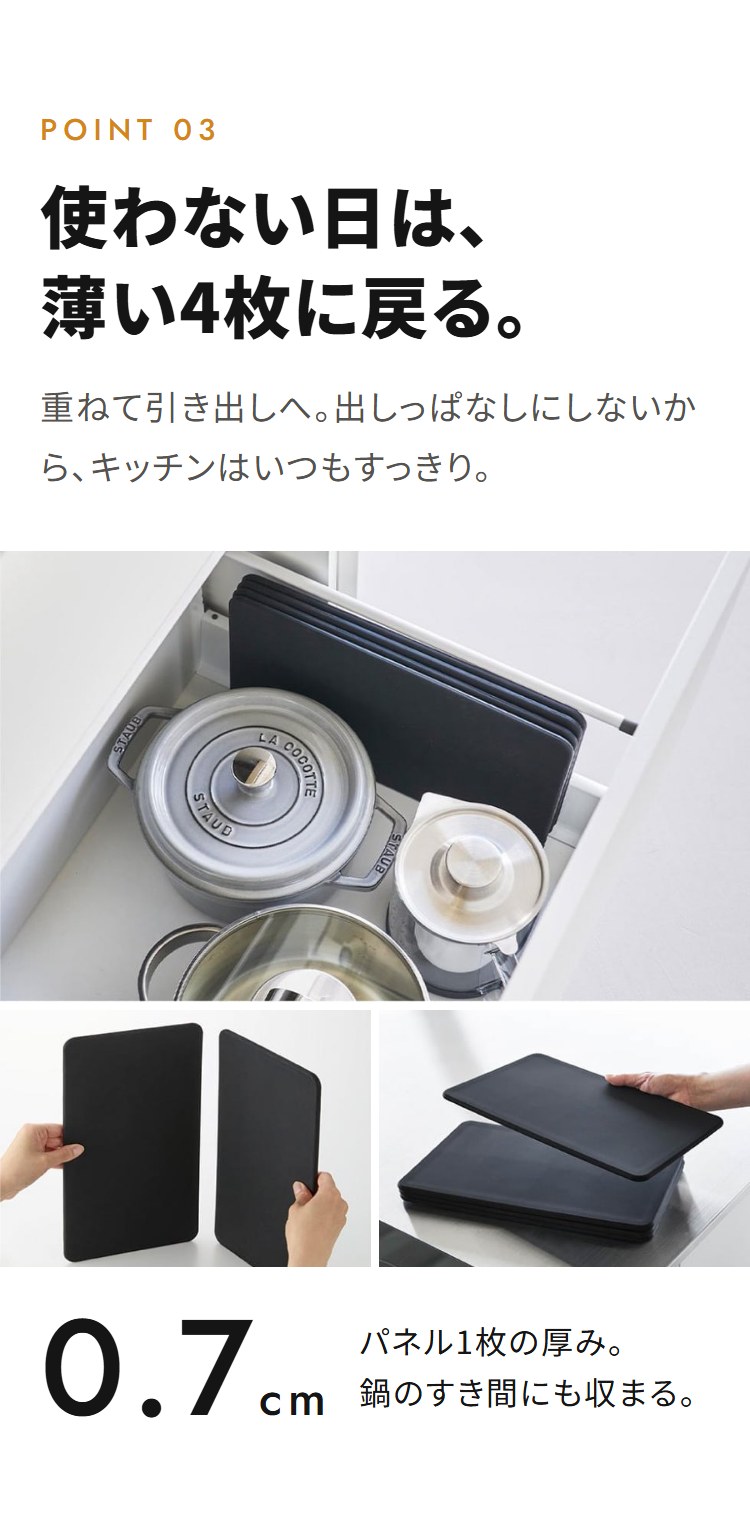 POINT 03
使わない日は、
薄い4枚に戻る。
重ねて引き出しへ。出しっぱなしにしないか
ら、キッチンはいつもすっきり。
STAUB
LA COCOTTE
STAUB
STAUB
0.7cm
パネル1枚の厚み。
鍋のすき間にも収まる。